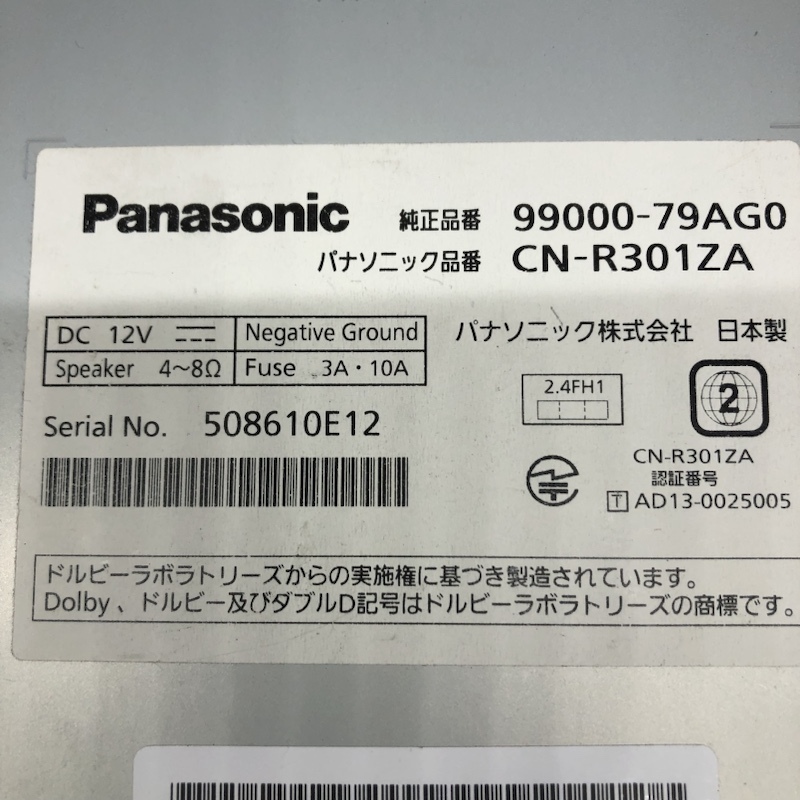 Panasonic 純正品番 99000-79AG0
パナソニック品番 CN-R301ZA
DC 12V Negative Ground
Speaker 4~8Ω Fuse 3A・10A
パナソニック株式会社 日本製
2.4FH1
2
Serial No. 508610E12
CN-R301ZA
認証番号
T AD13-0025005
ドルビーラボラトリーズからの実施権に基づき製造されています。
Dolby、ドルビー及びダブルD記号はドルビーラボラトリーズの商標です。